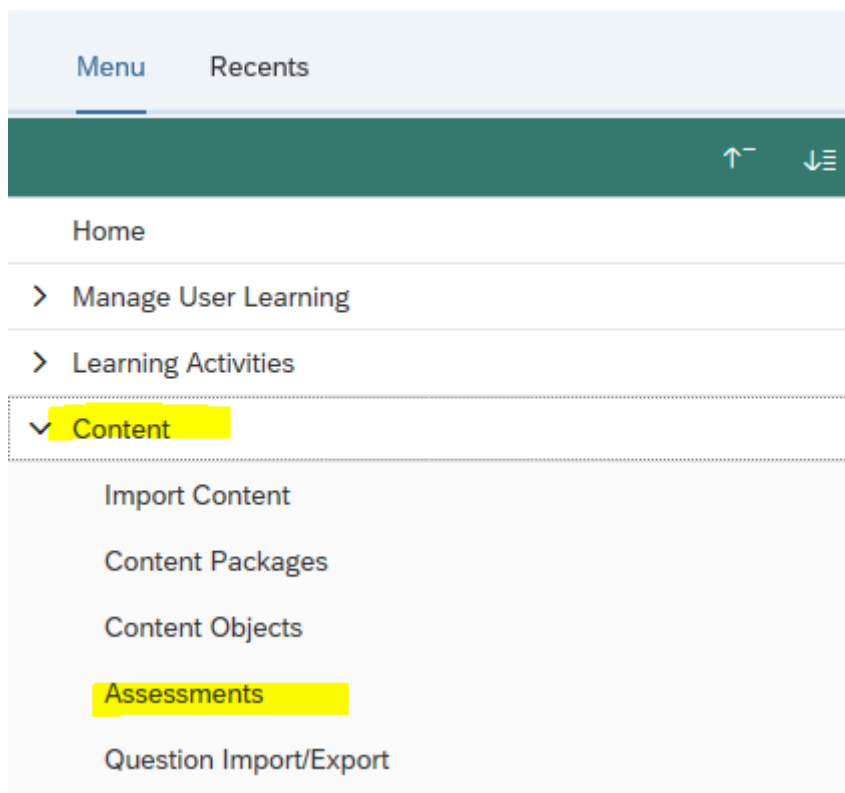 Menu Recents
Home
Manage User Learning
Learning Activities
Content
Import Content
Content Packages
Content Objects
Assessments
Question Import/Export